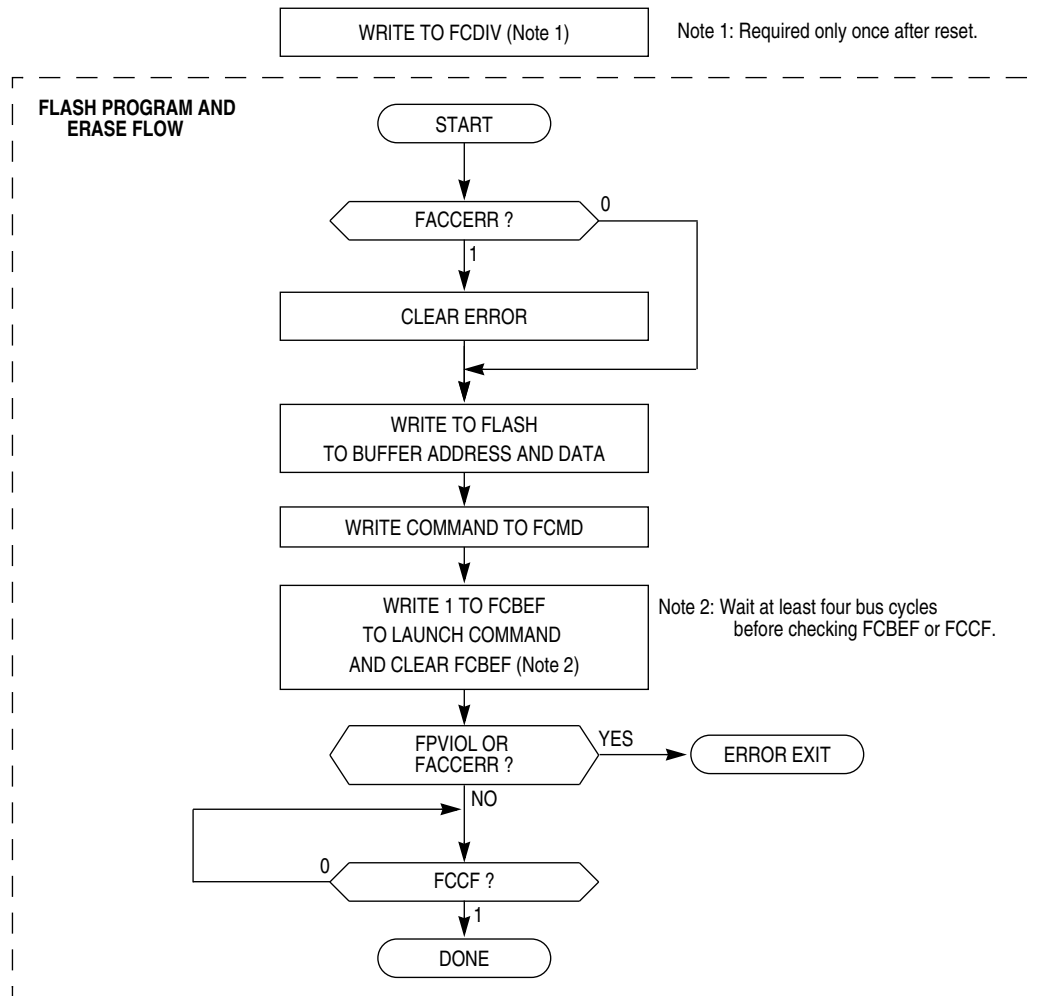 WRITE TO FCDIV (Note 1)
Note 1: Required only once after reset.
FLASH PROGRAM AND
ERASE FLOW
START
FACCERR ?
0
1
CLEAR ERROR
WRITE TO FLASH
TO BUFFER ADDRESS AND DATA
WRITE COMMAND TO FCMD
WRITE 1 TO FCBEF
TO LAUNCH COMMAND
AND CLEAR FCBEF (Note 2)
Note 2: Wait at least four bus cycles
before checking FCBEF or FCCF.
FPVIOL OR
FACCERR ?
YES
ERROR EXIT
NO
0
FCCF ?
1
DONE